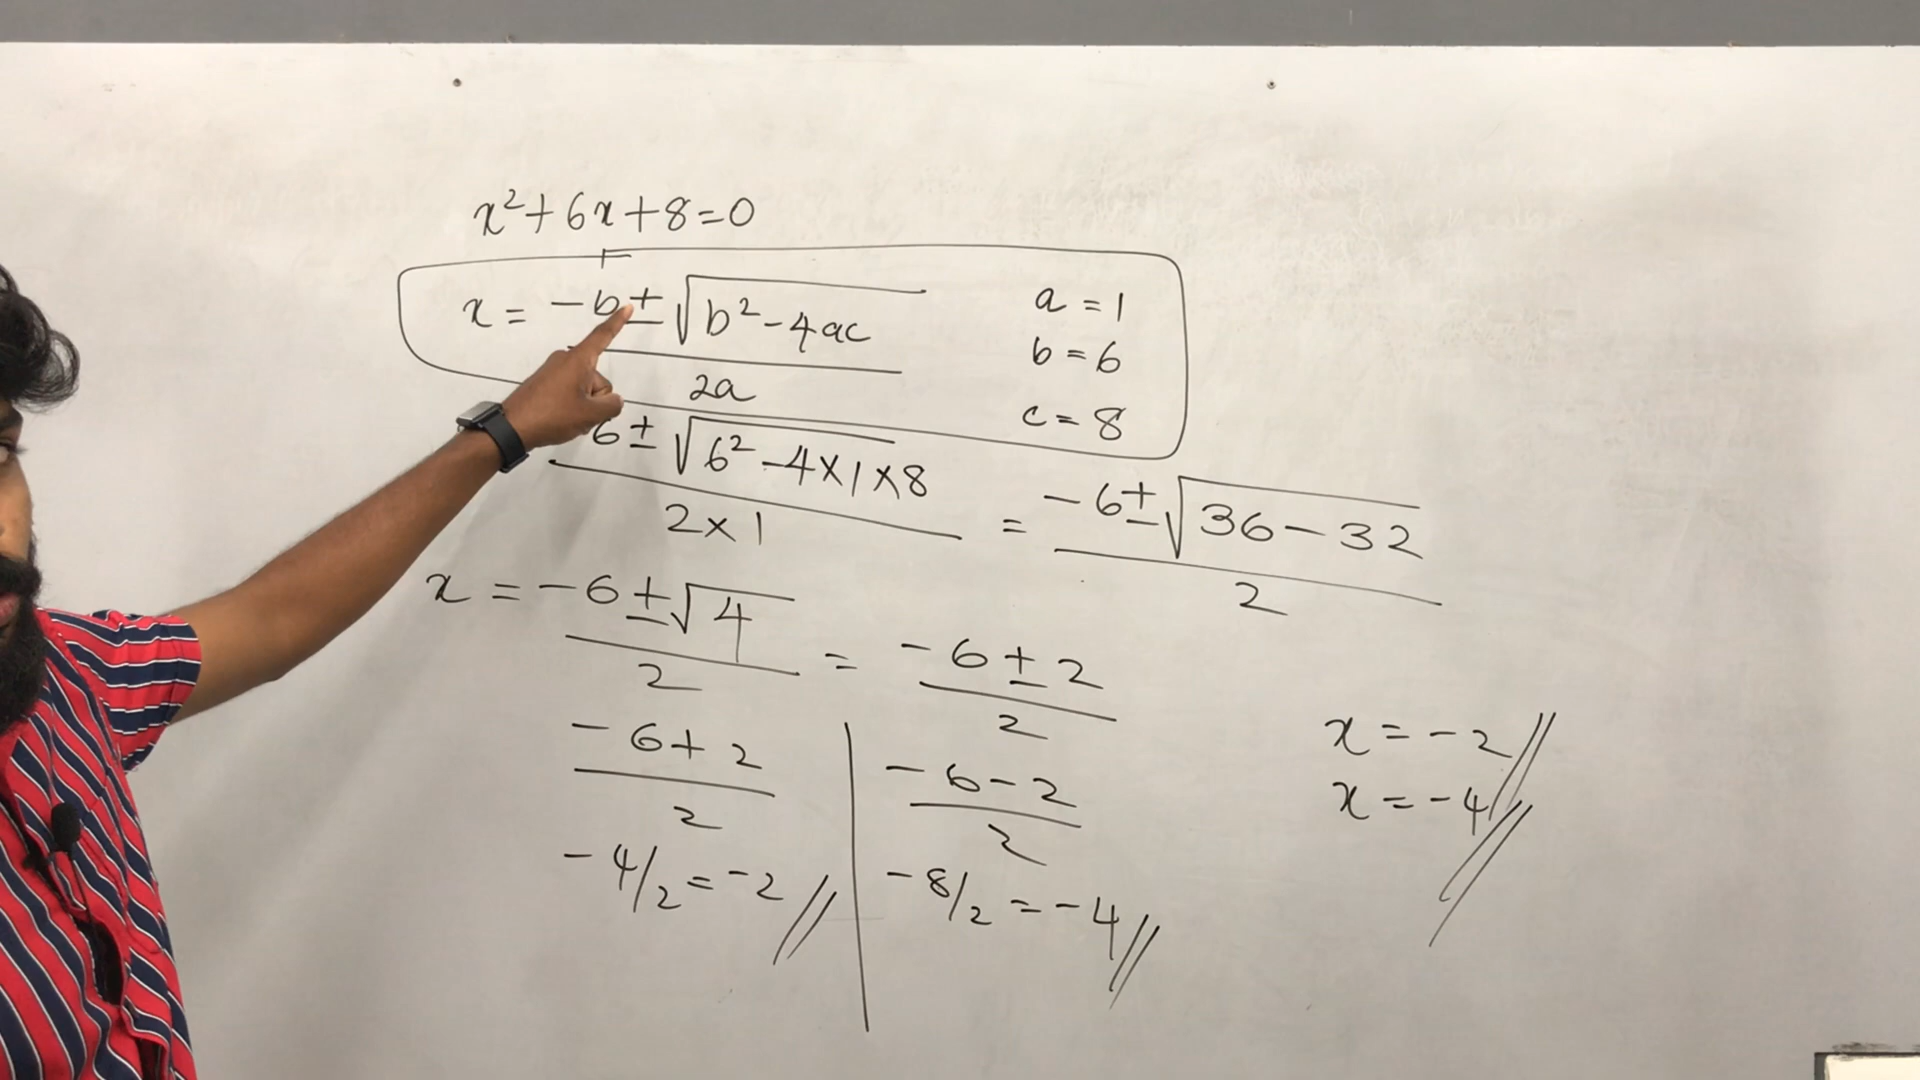 x²+6x+8=0
x = -b±√b²-4ac / 2a
a = 1
b = 6
c = 8
6±√6²-4×1×8 / 2×1 = -6±√36-32 / 2
x = -6±√4 / 2 = -6±2 / 2
-6+2 / 2
-4/2 = -2
-6-2 / 2
-8/2 = -4
x = -2
x = -4